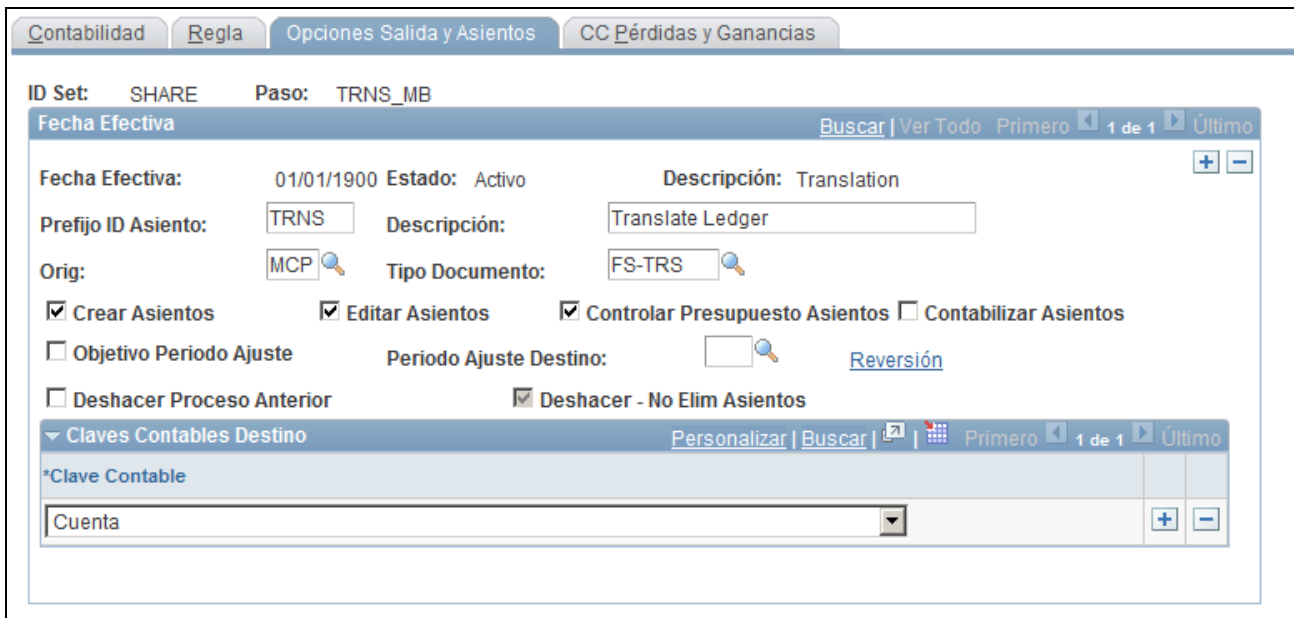 Contabilidad Regla Opciones Salida y Asientos CC Pérdidas y Ganancias
ID Set: SHARE Paso: TRNS_MB
Fecha Efectiva Buscar | Ver Todo Primero 1 de 1 Último
Fecha Efectiva: 01/01/1900 Estado: Activo Descripción: Translation
Prefijo ID Asiento: TRNS Descripción: Translate Ledger
Orig: MCP Tipo Documento: FS-TRS
Crear Asientos Editar Asientos Controlar Presupuesto Asientos Contabilizar Asientos
Objetivo Periodo Ajuste Periodo Ajuste Destino: Reversión
Deshacer Proceso Anterior Deshacer - No Elim Asientos
Claves Contables Destino Personalizar | Buscar | | Primero 1 de 1 Último
*Clave Contable
Cuenta